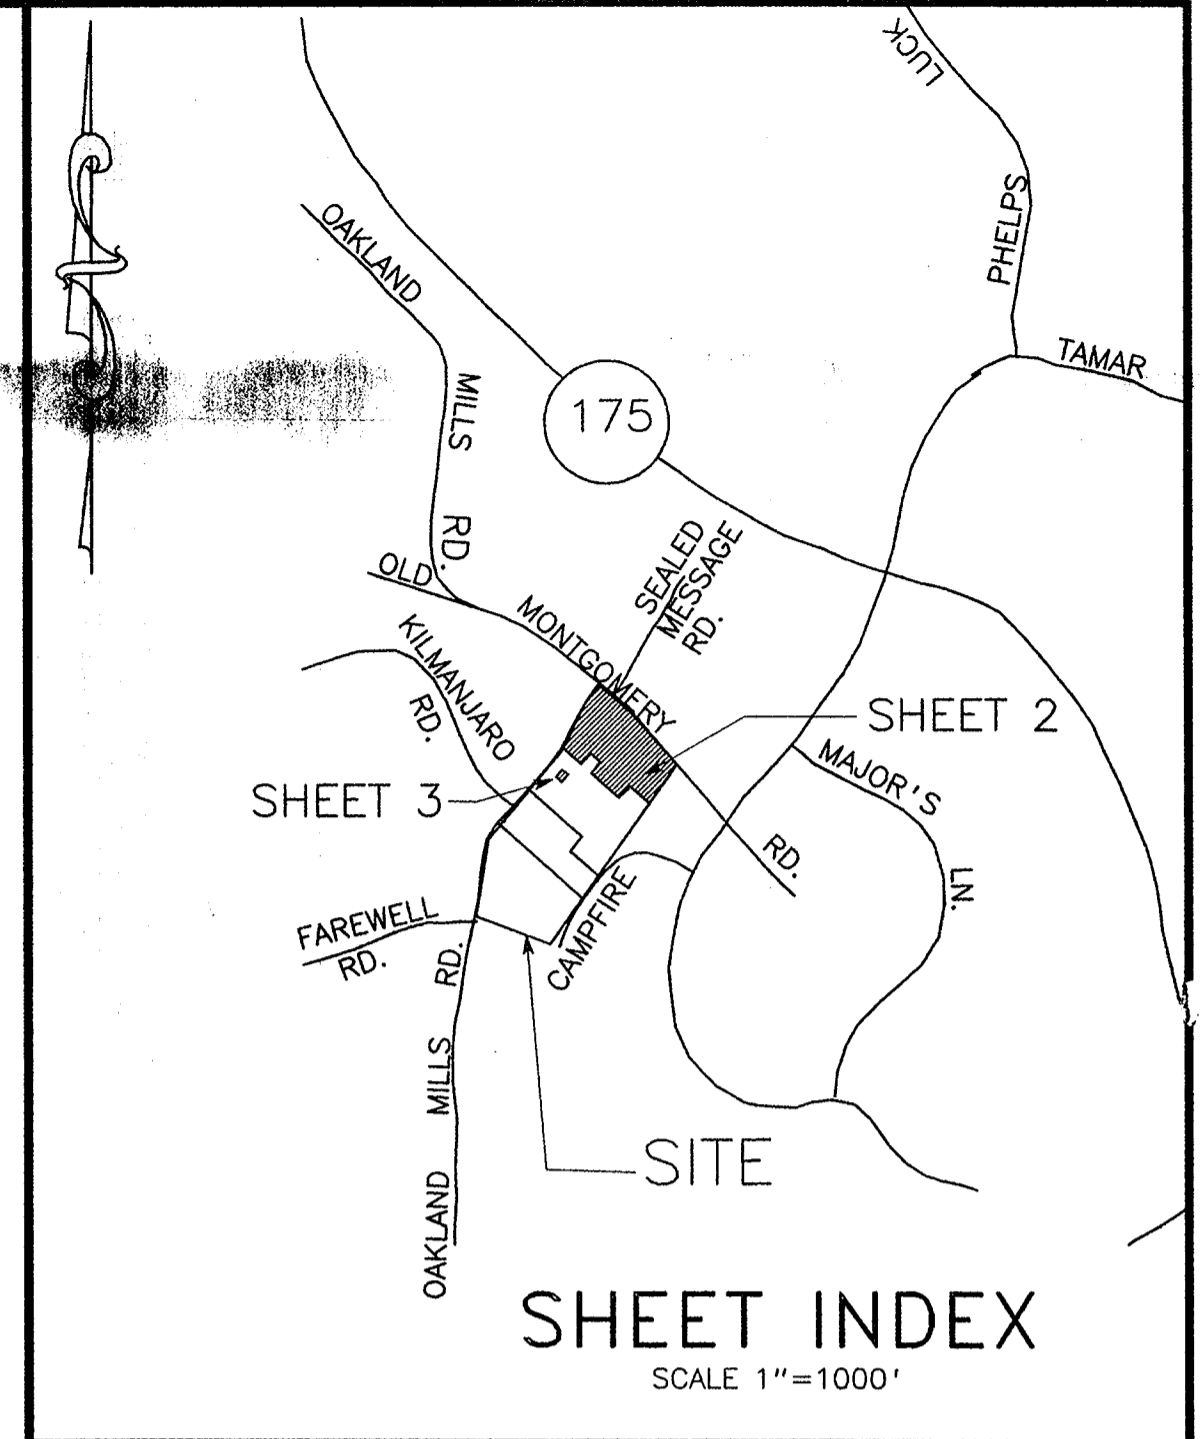 LUCK
PHELPS
TAMAR
OAKLAND
MILLS
RD.
175
SEALED
MESSAGE
RD.
OLD
MONTGOMERY
RD.
KILMANJARO
RD.
SHEET 2
SHEET 3
MAJOR'S
LN.
CAMPFIRE
FAREWELL
RD.
OAKLAND MILLS RD.
SITE
SHEET INDEX
SCALE 1"=1000'